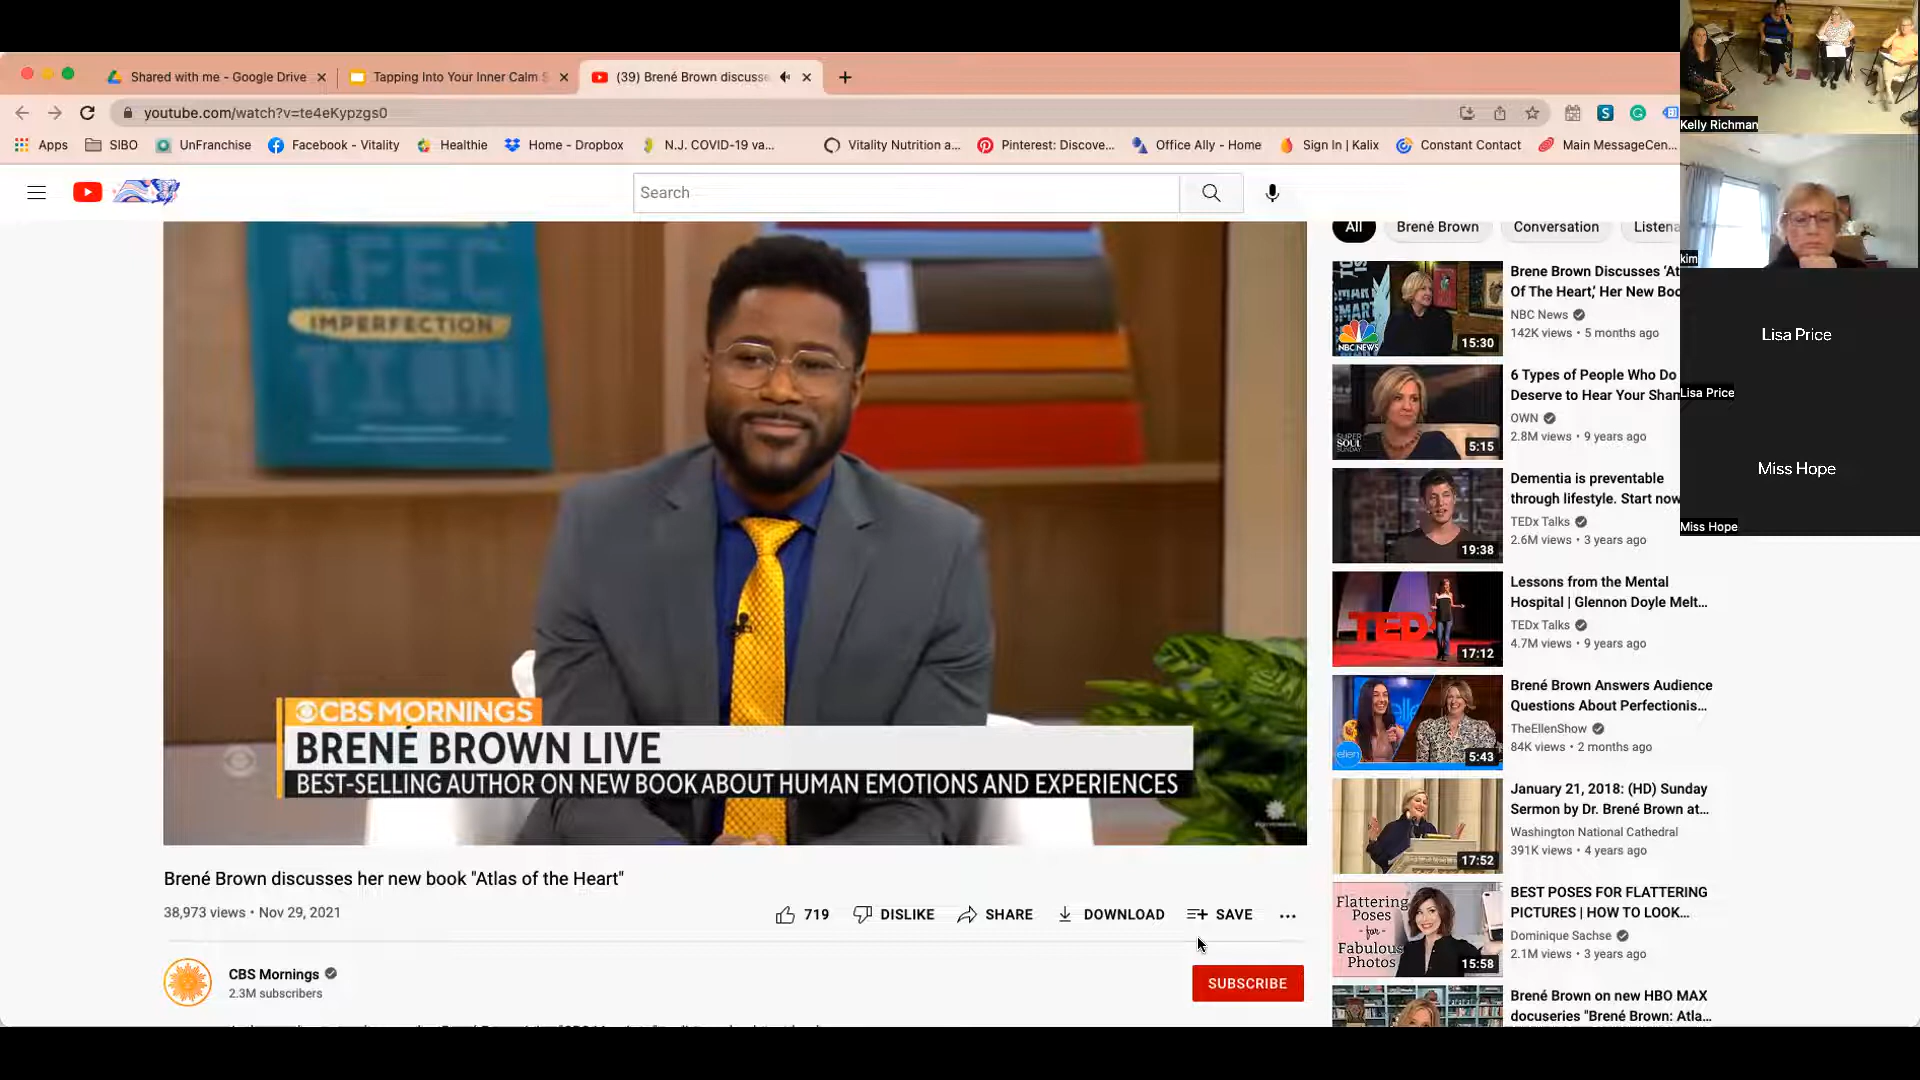 Shared with me - Google Drive
Tapping Into Your Inner Calm S
(39) Brené Brown discusse
youtube.com/watch?v=te4eKypzgs0
Apps
SIBO
UnFranchise
Facebook - Vitality
Healthie
Home - Dropbox
N.J. COVID-19 va...
Vitality Nutrition a...
Pinterest: Discove...
Office Ally - Home
Sign In | Kalix
Constant Contact
Main MessageCen...
Search
RFEC
IMPERFECTION
TION
CBS MORNINGS
BRENÉ BROWN LIVE
BEST-SELLING AUTHOR ON NEW BOOK ABOUT HUMAN EMOTIONS AND EXPERIENCES
Brené Brown discusses her new book "Atlas of the Heart"
38,973 views • Nov 29, 2021
719
DISLIKE
SHARE
DOWNLOAD
SAVE
CBS Mornings
2.3M subscribers
SUBSCRIBE
All
Brené Brown
Conversation
Listena
NBC NEWS
15:30
Brene Brown Discusses ‘At
Of The Heart,’ Her New Boo
NBC News
142K views • 5 months ago
SUPER
SOUL
SUNDAY
5:15
6 Types of People Who Do
Deserve to Hear Your Shan
OWN
2.8M views • 9 years ago
19:38
Dementia is preventable
through lifestyle. Start now
TEDx Talks
2.6M views • 3 years ago
TED
17:12
Lessons from the Mental
Hospital | Glennon Doyle Melt...
TEDx Talks
4.7M views • 9 years ago
ellen
5:43
Brené Brown Answers Audience
Questions About Perfectionis...
TheEllenShow
84K views • 2 months ago
17:52
January 21, 2018: (HD) Sunday
Sermon by Dr. Brené Brown at...
Washington National Cathedral
391K views • 4 years ago
Flattering
Poses
- for -
Fabulous
Photos
15:58
BEST POSES FOR FLATTERING
PICTURES | HOW TO LOOK...
Dominique Sachse
2.1M views • 3 years ago
Brené Brown on new HBO MAX
docuseries "Brené Brown: Atla...
Kelly Richman
kim
Lisa Price
Lisa Price
Miss Hope
Miss Hope